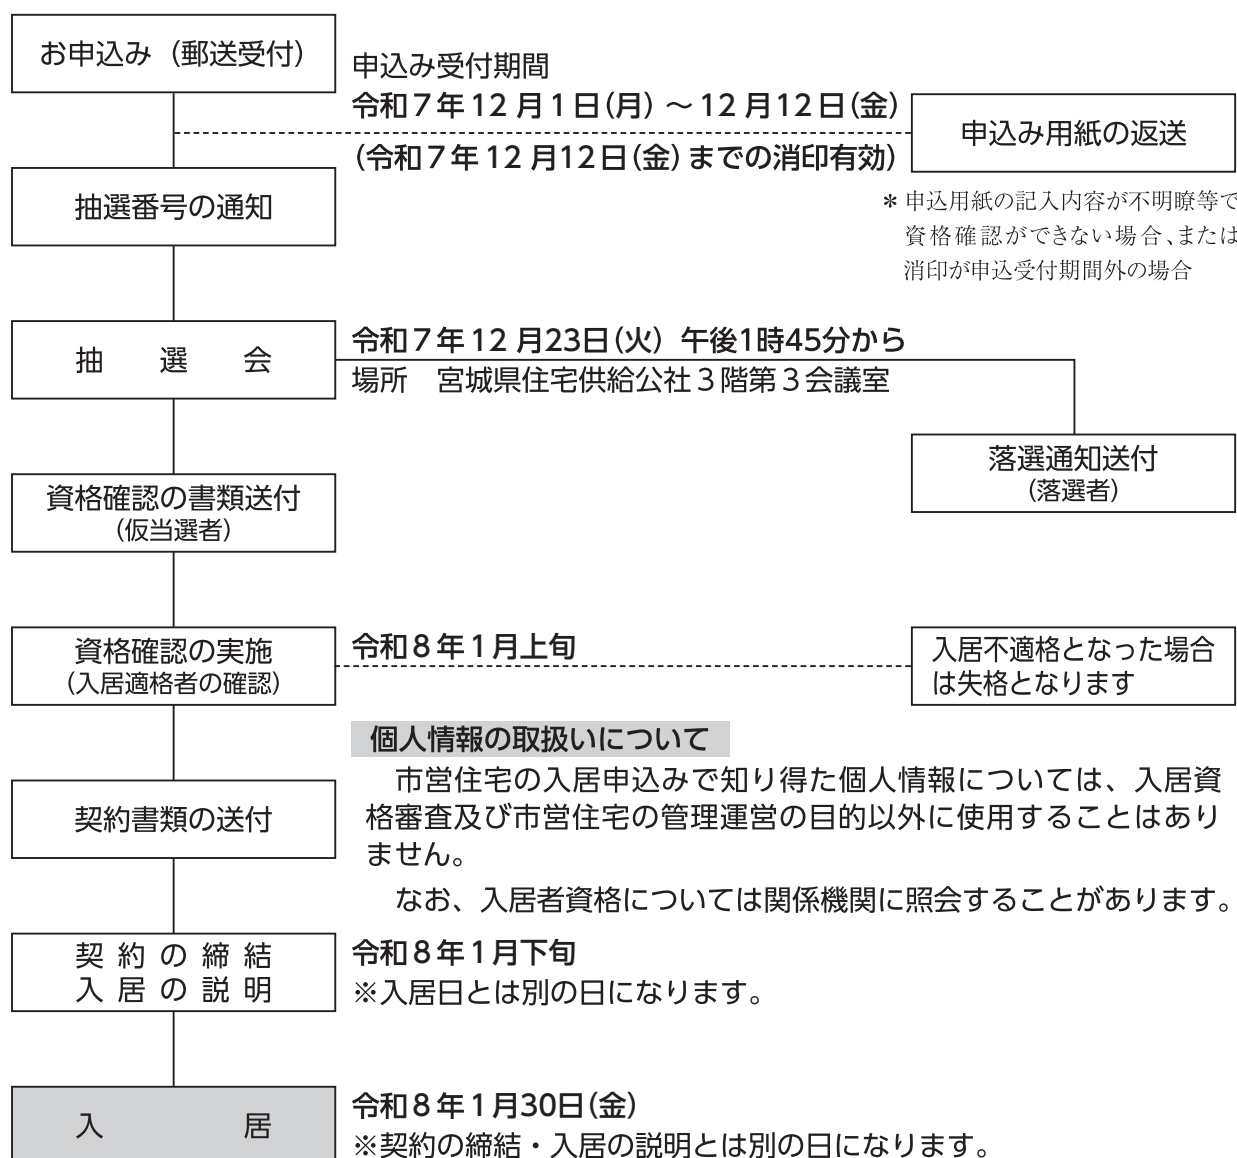 お申込み（郵送受付）
申込み受付期間
令和７年12月１日（月）～12月12日（金）
（令和７年12月12日（金）までの消印有効）
申込み用紙の返送
＊申込用紙の記入内容が不明瞭等で
資格確認ができない場合、または
消印が申込受付期間外の場合
抽選番号の通知
抽選会
令和７年12月23日（火）午後1時45分から
場所　宮城県住宅供給公社３階第３会議室
落選通知送付
（落選者）
資格確認の書類送付
（仮当選者）
資格確認の実施
（入居適格者の確認）
令和８年１月上旬
入居不適格となった場合
は失格となります
個人情報の取扱いについて
市営住宅の入居申込みで知り得た個人情報については、入居資
格審査及び市営住宅の管理運営の目的以外に使用することはあり
ません。
なお、入居者資格については関係機関に照会することがあります。
契約書類の送付
契約の締結
入居の説明
令和８年１月下旬
※入居日とは別の日になります。
入居
令和８年１月30日（金）
※契約の締結・入居の説明とは別の日になります。